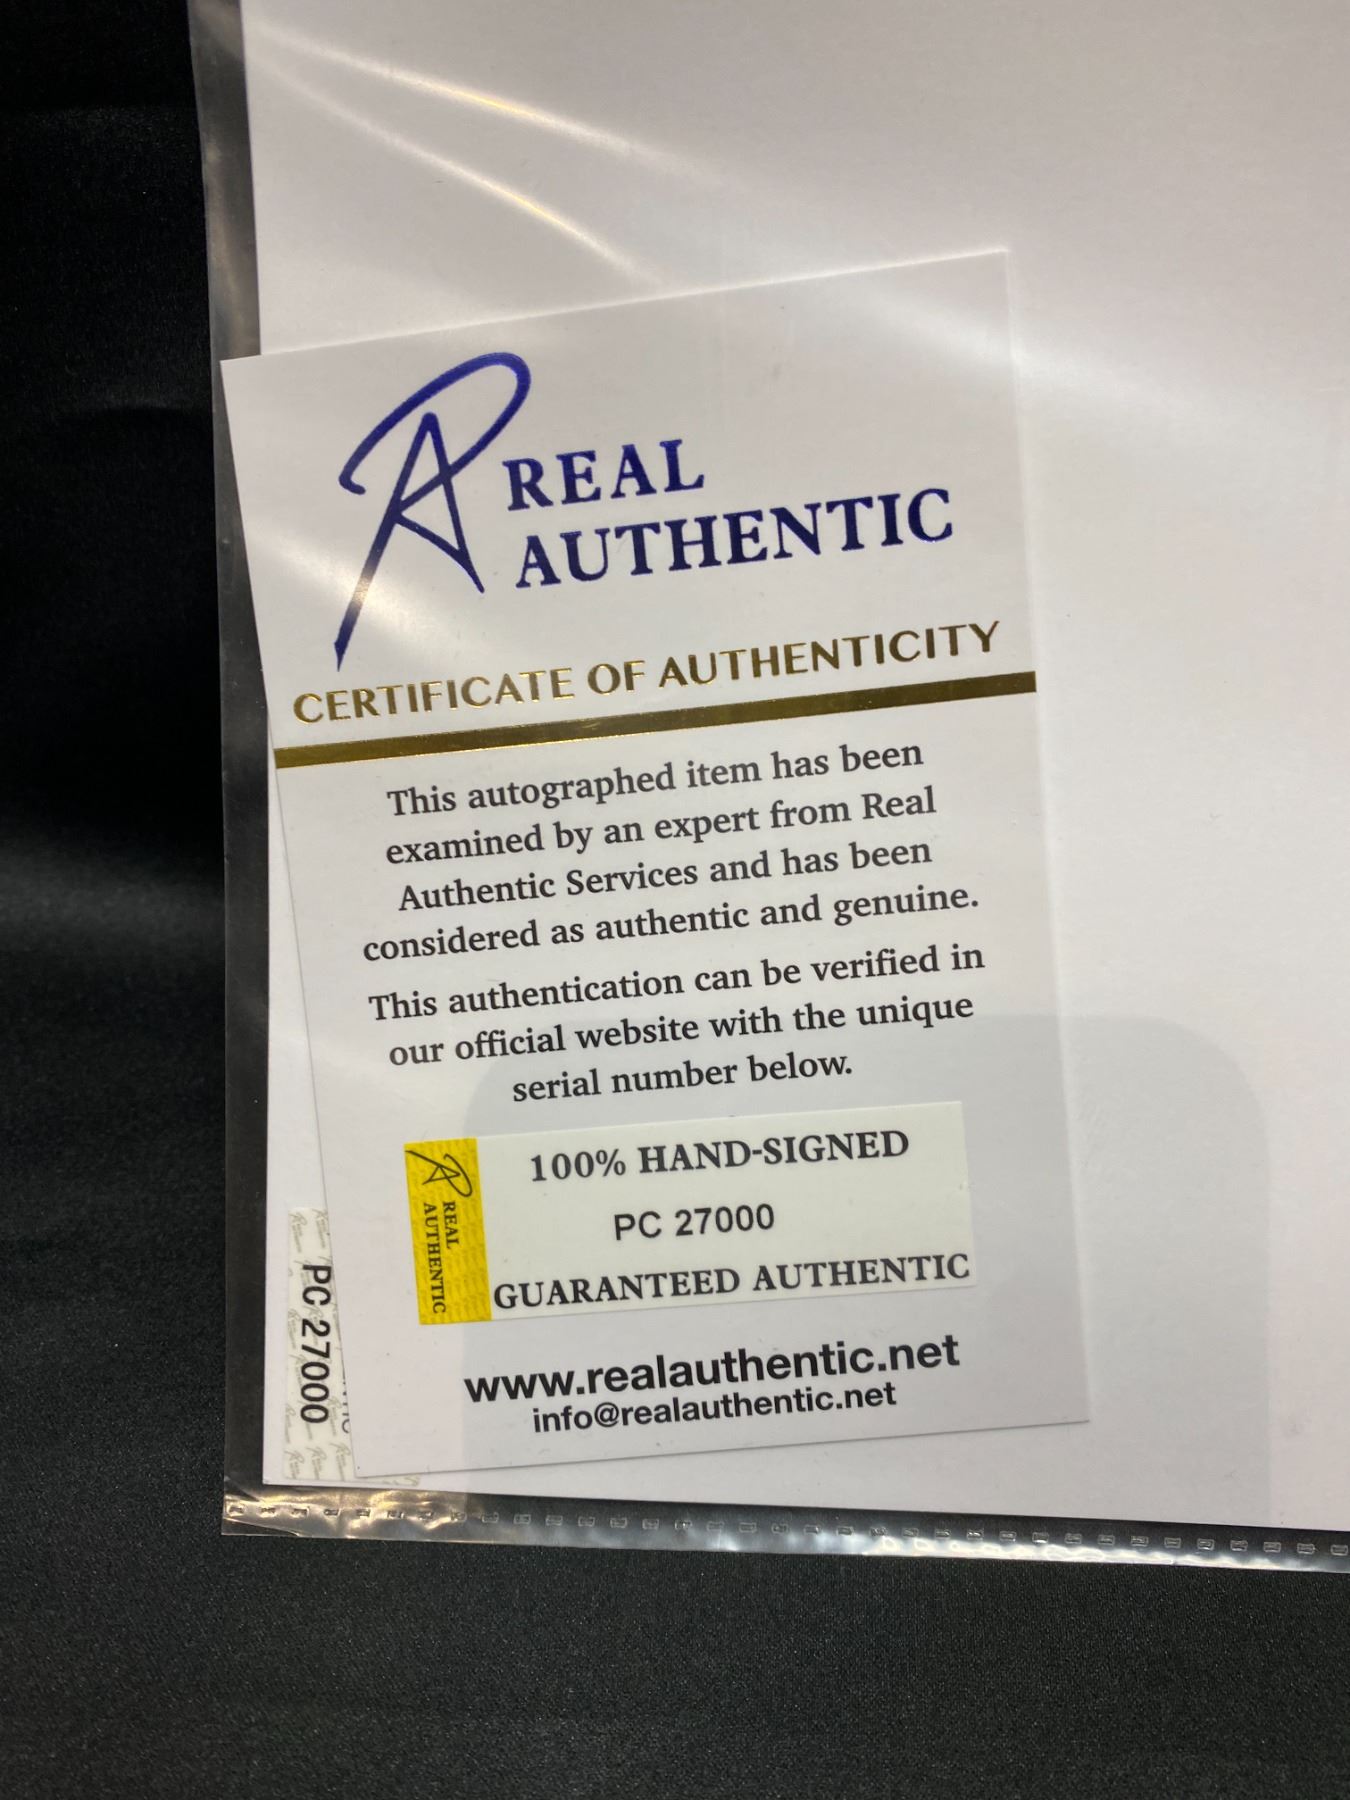 REAL
AUTHENTIC
CERTIFICATE OF AUTHENTICITY
This autographed item has been
examined by an expert from Real
Authentic Services and has been
considered as authentic and genuine.
This authentication can be verified in
our official website with the unique
serial number below.
REAL
AUTHENTIC
100% HAND-SIGNED
PC 27000
GUARANTEED AUTHENTIC
www.realauthentic.net
info@realauthentic.net
PC 27000